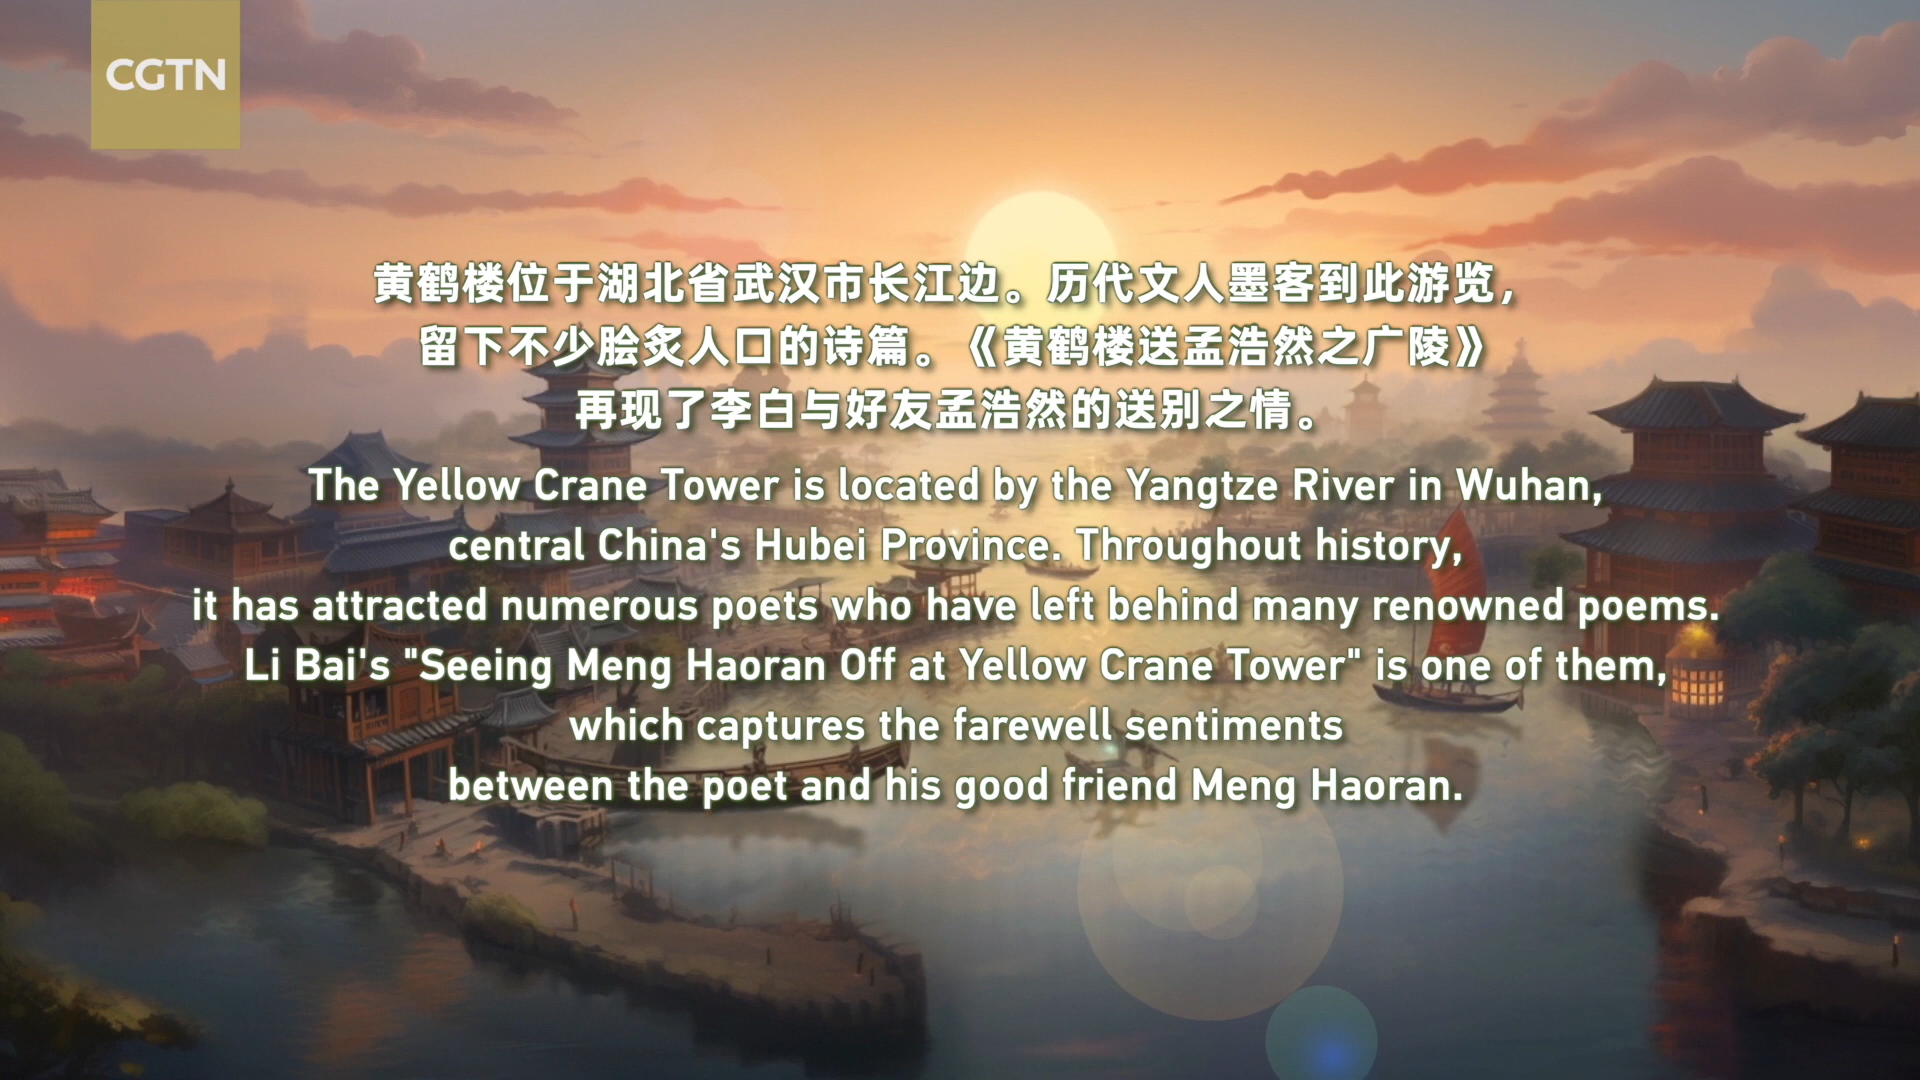 CGTN
黄鹤楼位于湖北省武汉市长江边。历代文人墨客到此游览，
留下不少脍炙人口的诗篇。《黄鹤楼送孟浩然之广陵》
再现了李白与好友孟浩然的送别之情。
The Yellow Crane Tower is located by the Yangtze River in Wuhan,
central China's Hubei Province. Throughout history,
it has attracted numerous poets who have left behind many renowned poems.
Li Bai's "Seeing Meng Haoran Off at Yellow Crane Tower" is one of them,
which captures the farewell sentiments
between the poet and his good friend Meng Haoran.